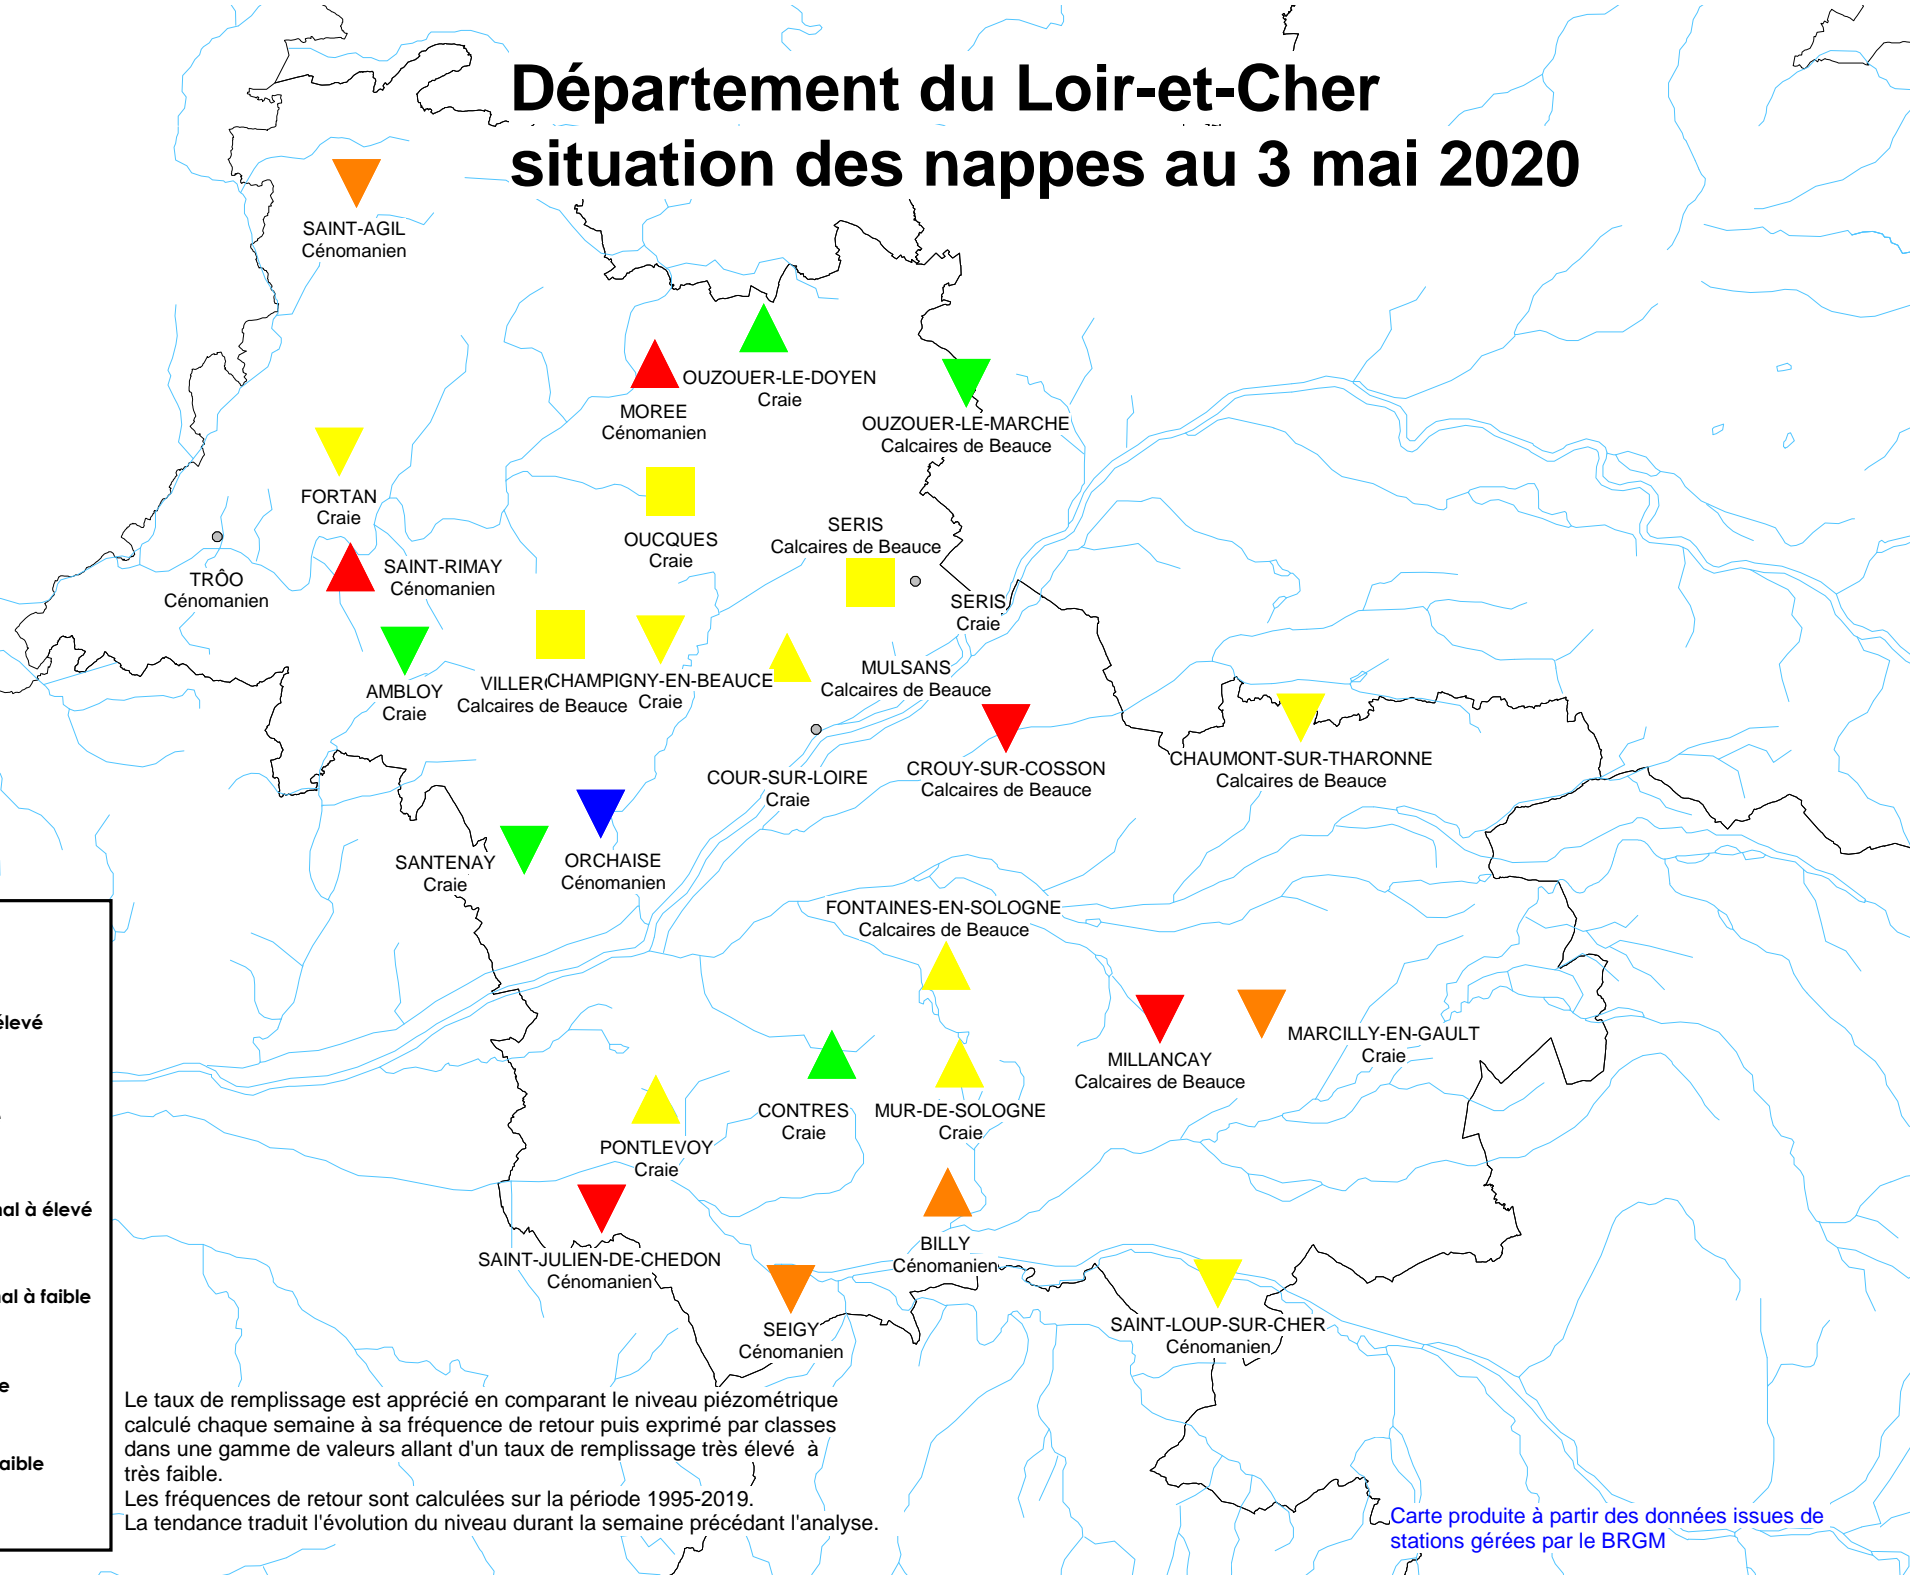 Département du Loir-et-Cher
situation des nappes au 3 mai 2020
SAINT-AGIL
Cénomanien
OUZOUER-LE-DOYEN
Craie
MOREE
Cénomanien
OUZOUER-LE-MARCHE
Calcaires de Beauce
FORTAN
Craie
OUCQUES
Craie
SERIS
Calcaires de Beauce
TRÔO
Cénomanien
SAINT-RIMAY
Cénomanien
SERIS
Craie
AMBLOY
Craie
Calcaires de Beauce
CHAMPIGNY-EN-BEAUCE
Craie
MULSANS
Calcaires de Beauce
COUR-SUR-LOIRE
Craie
CROUY-SUR-COSSON
Calcaires de Beauce
CHAUMONT-SUR-THARONNE
Calcaires de Beauce
SANTENAY
Craie
ORCHAISE
Cénomanien
FONTAINES-EN-SOLOGNE
Calcaires de Beauce
MILLANCAY
Calcaires de Beauce
MARCILLY-EN-GAULT
Craie
CONTRES
Craie
MUR-DE-SOLOGNE
Craie
PONTLEVOY
Craie
SAINT-JULIEN-DE-CHEDON
Cénomanien
BILLY
Cénomanien
SEIGY
Cénomanien
SAINT-LOUP-SUR-CHER
Cénomanien
élevé
al à élevé
al à faible
aible
Le taux de remplissage est apprécié en comparant le niveau piézométrique
calculé chaque semaine à sa fréquence de retour puis exprimé par classes
dans une gamme de valeurs allant d'un taux de remplissage très élevé à
très faible.
Les fréquences de retour sont calculées sur la période 1995-2019.
La tendance traduit l'évolution du niveau durant la semaine précédant l'analyse.
Carte produite à partir des données issues de
stations gérées par le BRGM